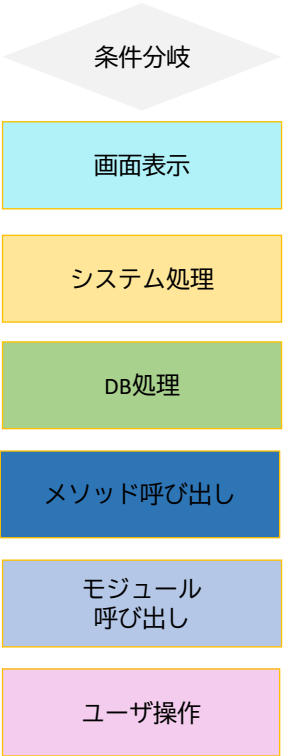 条件分岐
画面表示
システム処理
DB処理
メソッド呼び出し
モジュール
呼び出し
ユーザ操作